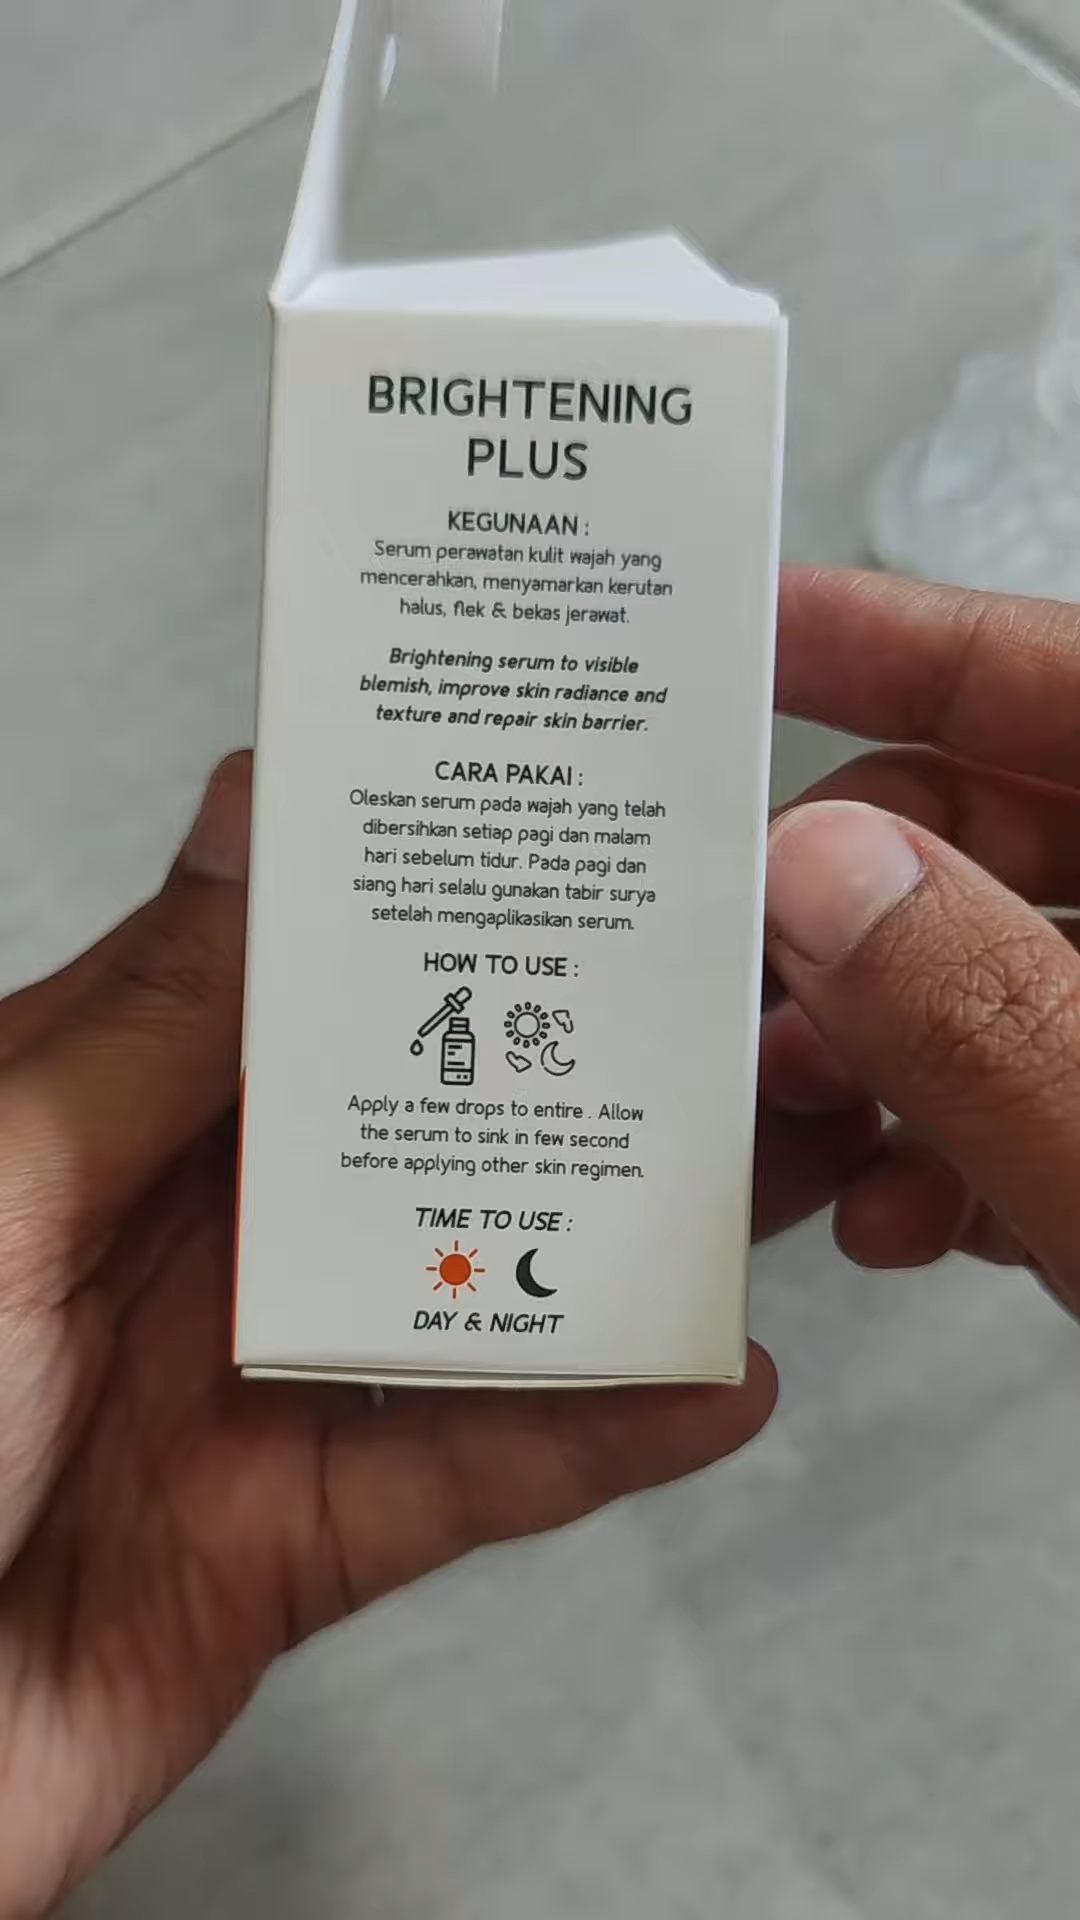 BRIGHTENING
PLUS
KEGUNAAN :
Serum perawatan kulit wajah yang
mencerahkan, menyamarkan kerutan
halus, flek & bekas jerawat.
Brightening serum to visible
blemish, improve skin radiance and
texture and repair skin barrier.
CARA PAKAI :
Oleskan serum pada wajah yang telah
dibersihkan setiap pagi dan malam
hari sebelum tidur. Pada pagi dan
siang hari selalu gunakan tabir surya
setelah mengaplikasikan serum.
HOW TO USE :
Apply a few drops to entire . Allow
the serum to sink in few second
before applying other skin regimen.
TIME TO USE :
DAY & NIGHT